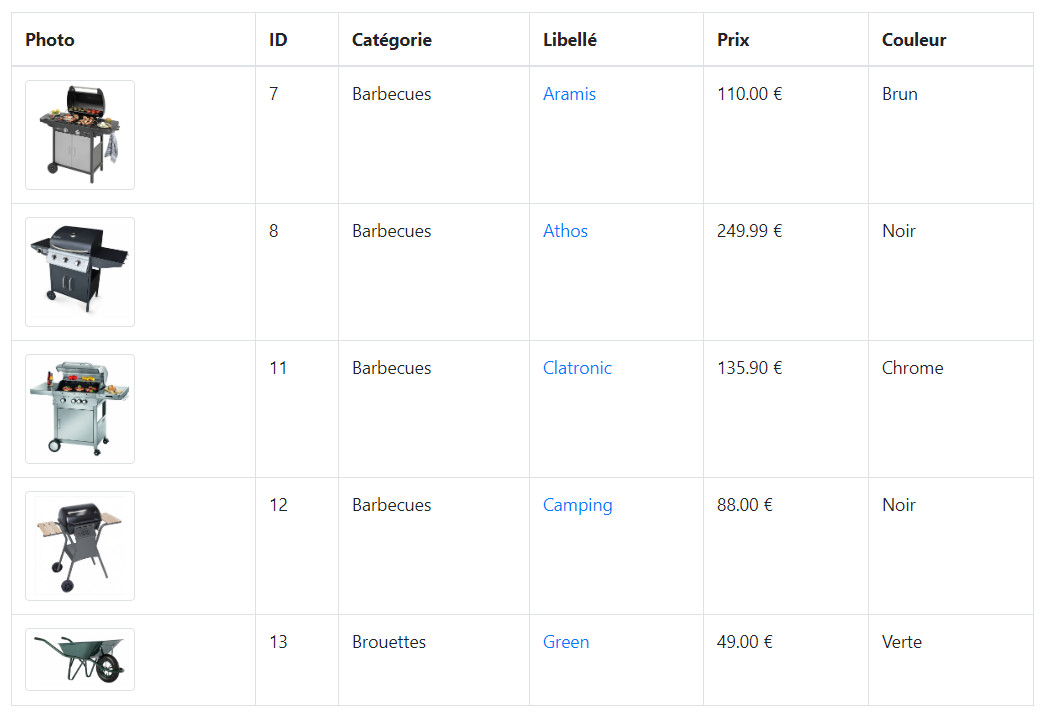 Photo ID Catégorie Libellé Prix Couleur
7 Barbecues Aramis 110.00 € Brun
8 Barbecues Athos 249.99 € Noir
11 Barbecues Clatronic 135.90 € Chrome
12 Barbecues Camping 88.00 € Noir
13 Brouettes Green 49.00 € Verte